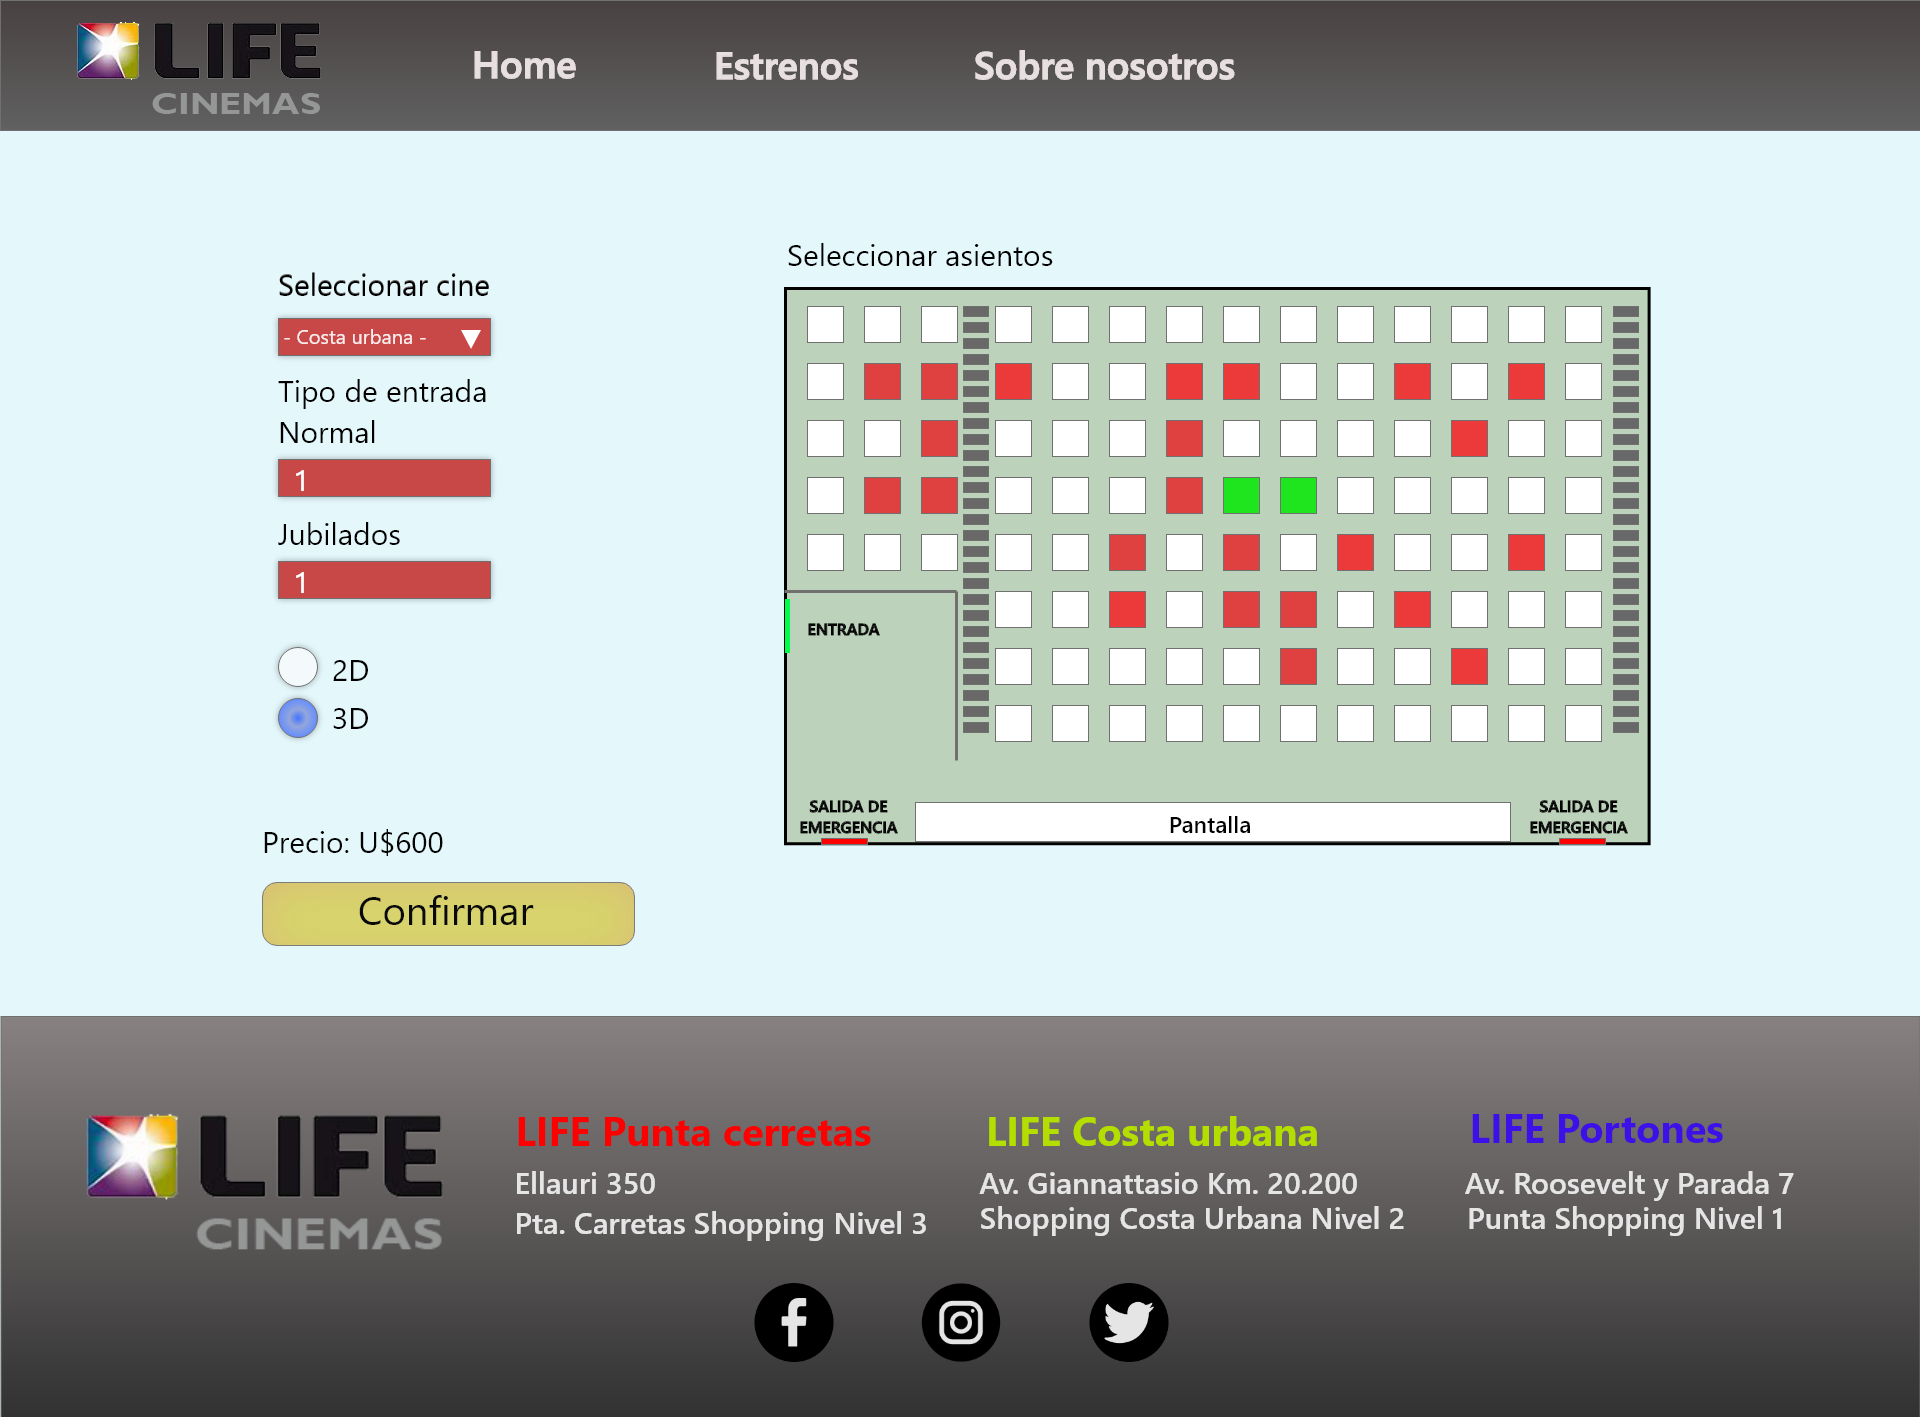 LIFE
CINEMAS
Home
Estrenos
Sobre nosotros
Seleccionar cine
- Costa urbana -
Tipo de entrada
Normal
1
Jubilados
1
2D
3D
Precio: U$600
Confirmar
Seleccionar asientos
ENTRADA
SALIDA DE
EMERGENCIA
Pantalla
SALIDA DE
EMERGENCIA
LIFE
CINEMAS
LIFE Punta cerretas
Ellauri 350
Pta. Carretas Shopping Nivel 3
LIFE Costa urbana
Av. Giannattasio Km. 20.200
Shopping Costa Urbana Nivel 2
LIFE Portones
Av. Roosevelt y Parada 7
Punta Shopping Nivel 1